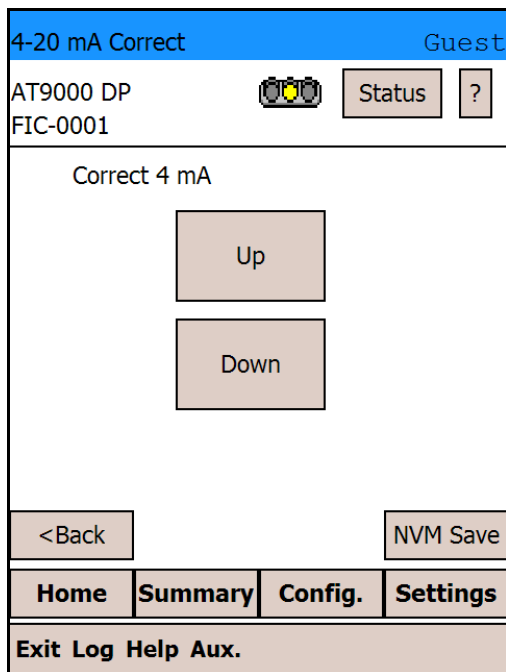 4-20 mA Correct Guest
AT9000 DP Status ?
FIC-0001
Correct 4 mA
Up
Down
<Back NVM Save
Home Summary Config. Settings
Exit Log Help Aux.